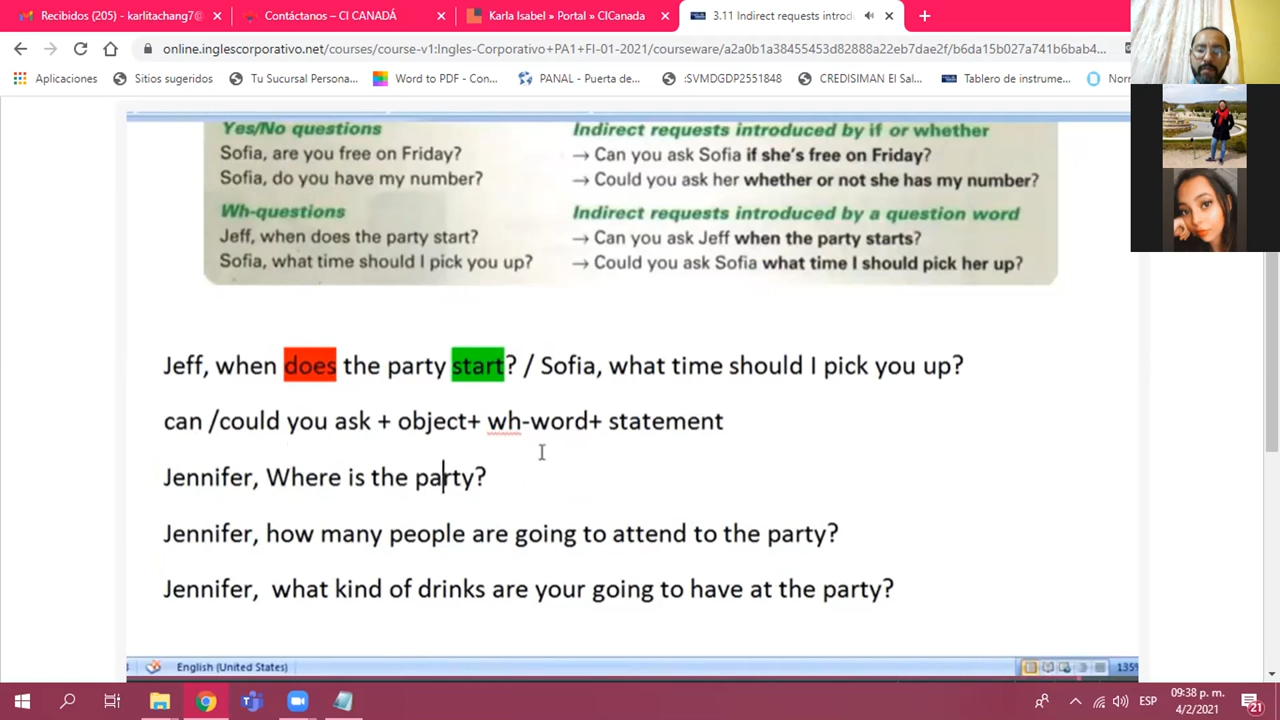 Recibidos (205) - karlitachang7@
Contáctanos – CI CANADÁ
Karla Isabel » Portal » CICanada
3.11 Indirect requests introdu
online.inglescorporativo.net/courses/course-v1:Ingles-Corporativo+PA1+FI-01-2021/courseware/a2a0b1a38455453d82888a22eb7dae2f/b6da15b027a741b6bab4...
Aplicaciones
Sitios sugeridos
Tu Sucursal Persona...
Word to PDF - Con...
PANAL - Puerta de...
:SVMDDDP2551848
CREDISIMAN El Sal...
Tablero de instrume...
Norr
Yes/No questions
Indirect requests introduced by if or whether
Sofia, are you free on Friday?
→ Can you ask Sofia if she's free on Friday?
Sofia, do you have my number?
→ Could you ask her whether or not she has my number?
Wh-questions
Indirect requests introduced by a question word
Jeff, when does the party start?
→ Can you ask Jeff when the party starts?
Sofia, what time should I pick you up?
→ Could you ask Sofia what time I should pick her up?
Jeff, when does the party start? / Sofia, what time should I pick you up?
can /could you ask + object+ wh-word+ statement
Jennifer, Where is the party?
Jennifer, how many people are going to attend to the party?
Jennifer,  what kind of drinks are your going to have at the party?
English (United States)
135%
ESP
09:38 p. m.
4/2/2021
21